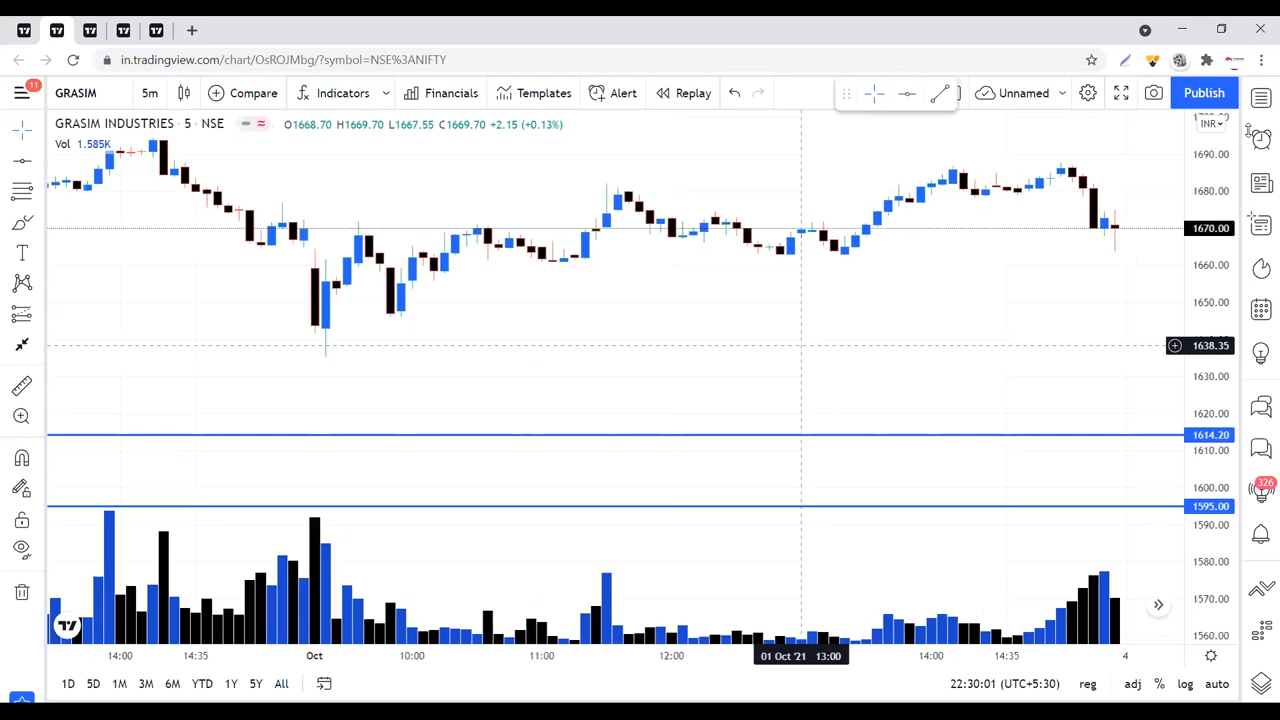 in.tradingview.com/chart/OsROJMbg/?symbol=NSE%3ANIFTY
11
GRASIM 5m Compare Indicators Financials Templates Alert Replay Unnamed Publish
GRASIM INDUSTRIES · 5 · NSE O1668.70 H1669.70 L1667.55 C1669.70 +2.15 (+0.13%)
INR
Vol 1.585K
1690.00
1680.00
1670.00
1660.00
1650.00
1638.35
1630.00
1620.00
1614.20
1610.00
1600.00
326
1595.00
1590.00
1580.00
1570.00
1560.00
14:00 14:35 Oct 10:00 11:00 12:00 01 Oct '21 13:00 14:00 14:35 4
1D 5D 1M 3M 6M YTD 1Y 5Y All 22:30:01 (UTC+5:30) reg adj % log auto